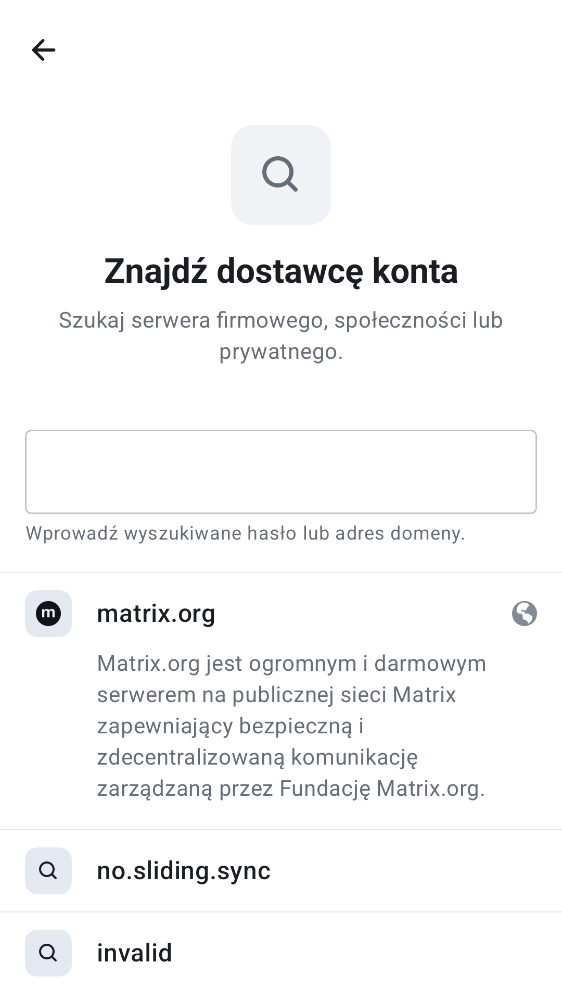 Znajdź dostawcę konta
Szukaj serwera firmowego, społeczności lub
prywatnego.
Wprowadź wyszukiwane hasło lub adres domeny.
m
matrix.org
Matrix.org jest ogromnym i darmowym
serwerem na publicznej sieci Matrix
zapewniający bezpieczną i
zdecentralizowaną komunikację
zarządzaną przez Fundację Matrix.org.
no.sliding.sync
invalid